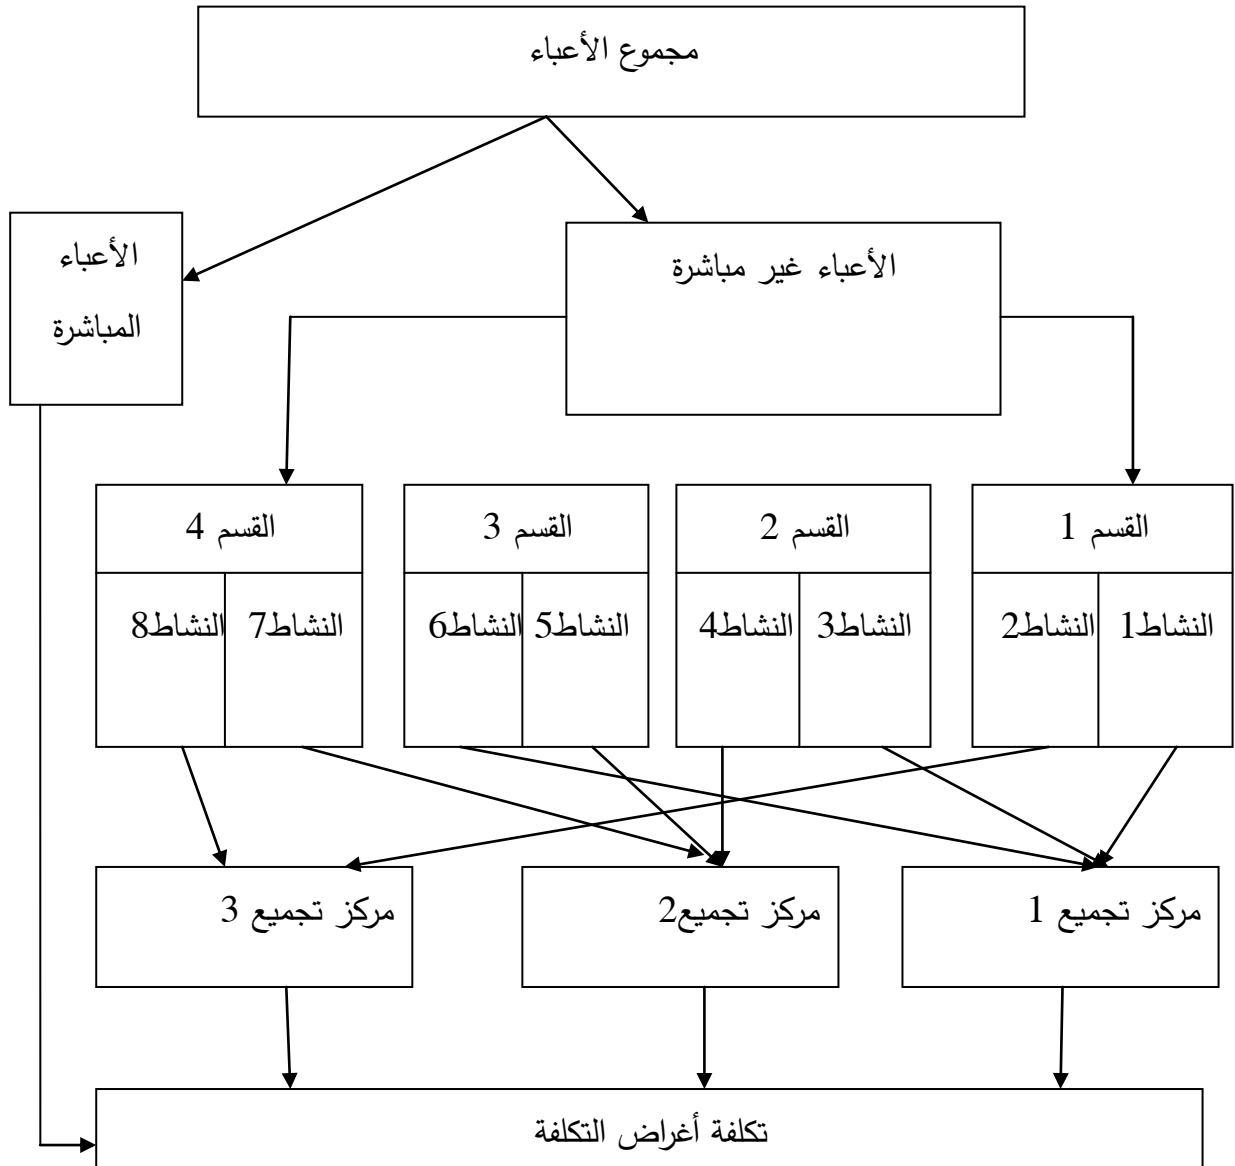 مجموع الأعباء
الأعباء غير مباشرة
الأعباء
المباشرة
القسم 1
القسم 2
القسم 3
القسم 4
النشاط1
النشاط2
النشاط3
النشاط4
النشاط5
النشاط6
النشاط7
النشاط8
مركز تجميع 1
مركز تجميع2
مركز تجميع 3
تكلفة أغراض التكلفة